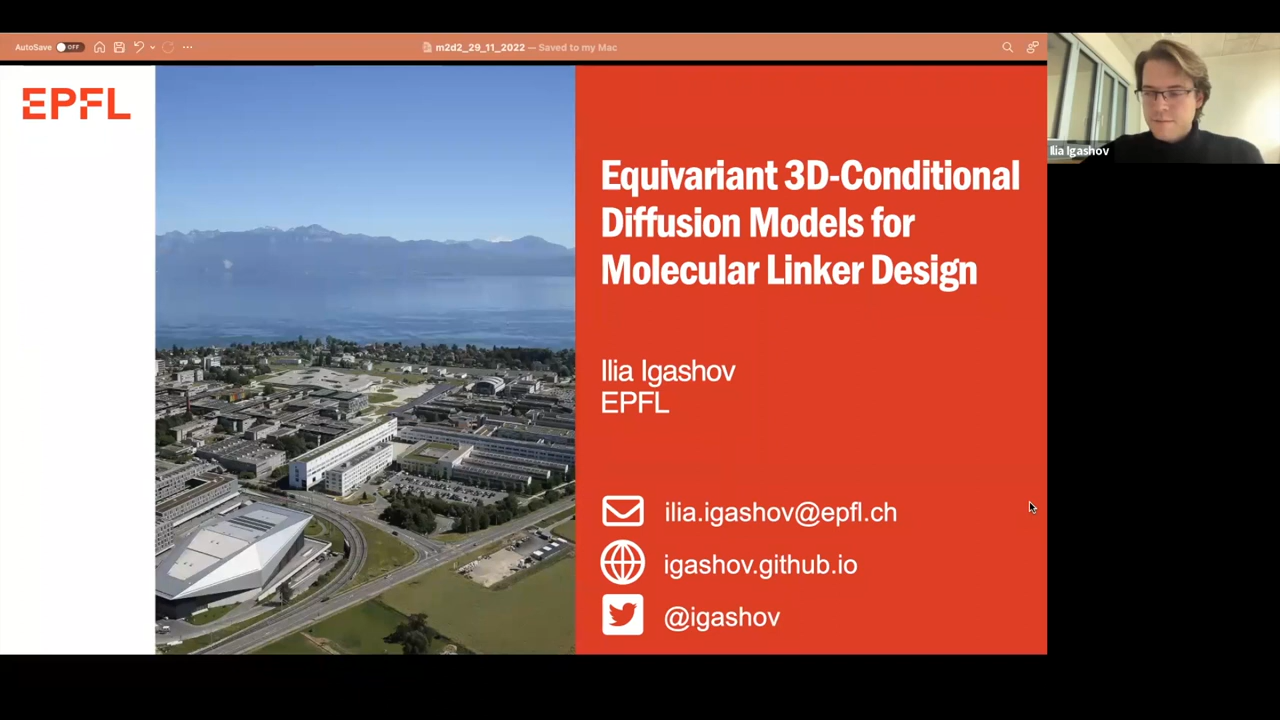 AutoSave OFF
m2d2_29_11_2022 — Saved to my Mac
EPFL
Equivariant 3D-Conditional
Diffusion Models for
Molecular Linker Design
Ilia Igashov
EPFL
ilia.igashov@epfl.ch
igashov.github.io
@igashov
Ilia Igashov